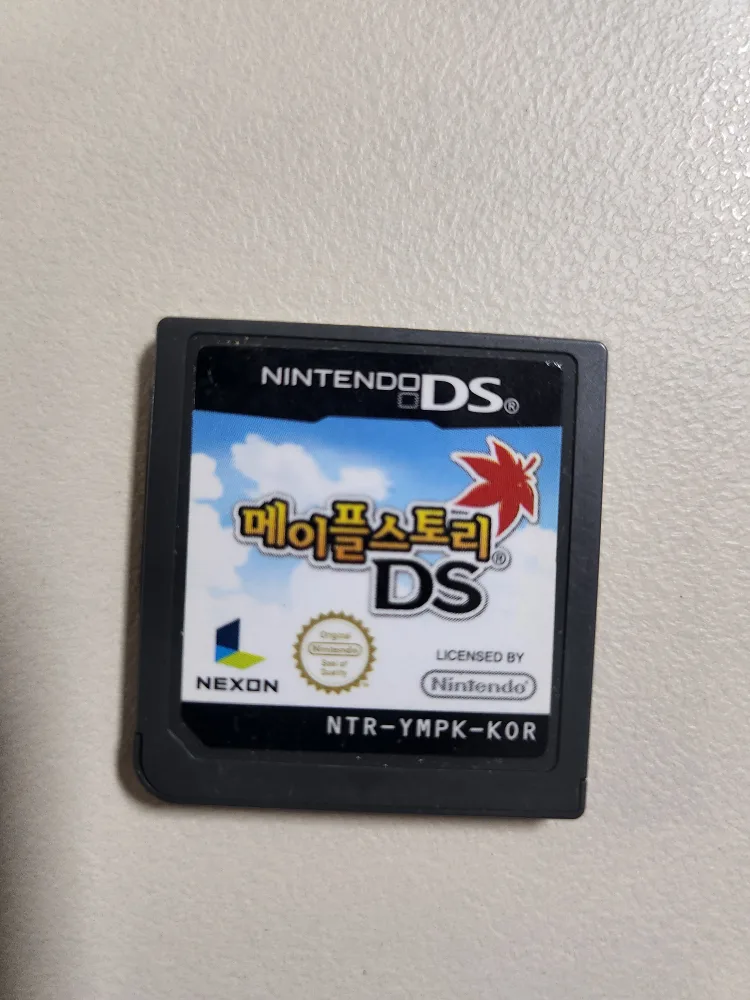 NINTENDO DS®
메이플스토리®
DS
NEXON
Original
Nintendo
Seal of
Quality
™
LICENSED BY
Nintendo®
NTR-YMPK-KOR